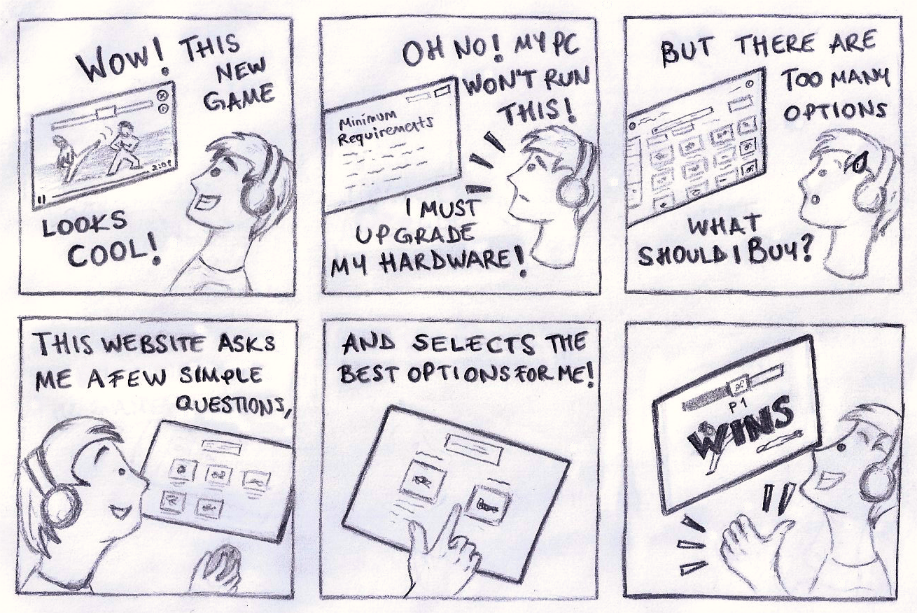 WOW! THIS
NEW
GAME
2:09
LOOKS
COOL!
OH NO! MY PC
WON'T RUN
THIS!
Minimum
Requirements
I MUST
UPGRADE
MY HARDWARE!
BUT THERE ARE
TOO MANY
OPTIONS
WHAT
SHOULD I BUY?
THIS WEBSITE ASKS
ME A FEW SIMPLE
QUESTIONS,
AND SELECTS THE
BEST OPTIONS FOR ME!
P1
WINS